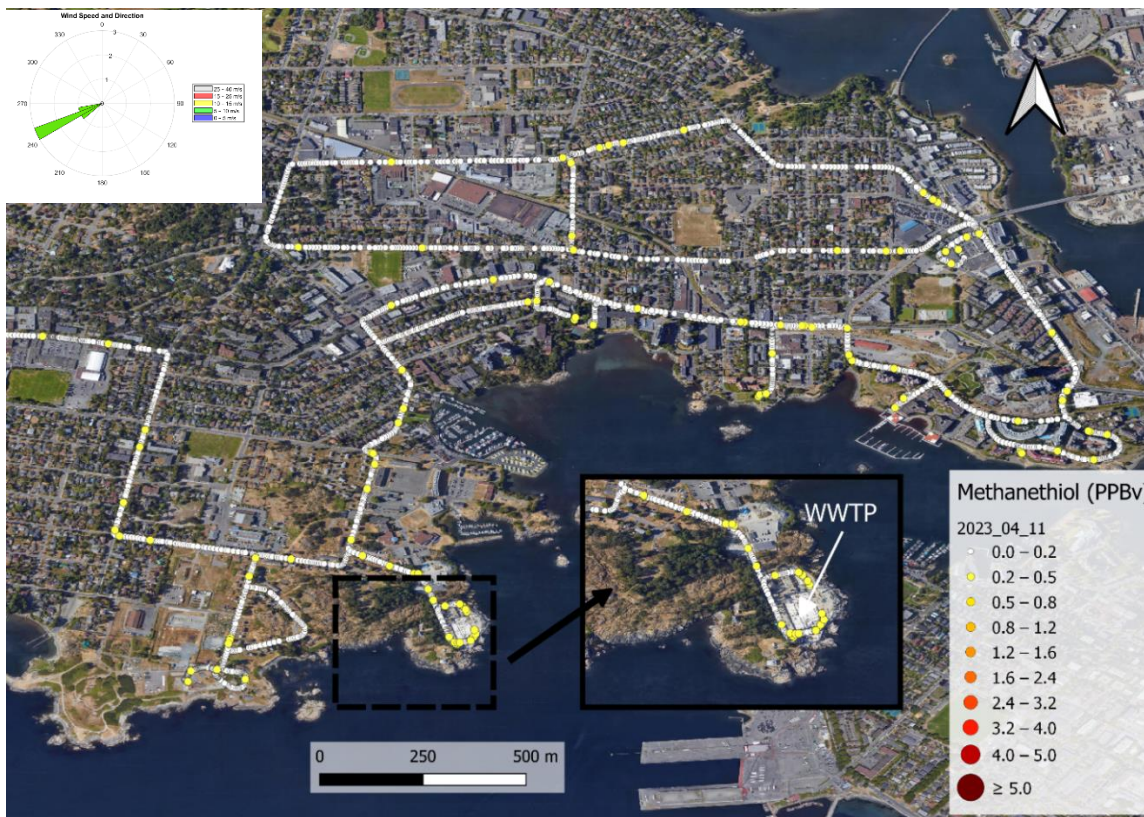 Wind Speed and Direction
0
30
60
90
120
150
180
210
240
270
300
330
0
1
2
3
25 - 40 m/s
15 - 25 m/s
10 - 15 m/s
5 - 10 m/s
0 - 5 m/s
WWTP
0 250 500 m
Methanethiol (PPBv
2023_04_11
0.0 – 0.2
0.2 – 0.5
0.5 – 0.8
0.8 – 1.2
1.2 – 1.6
1.6 – 2.4
2.4 – 3.2
3.2 – 4.0
4.0 – 5.0
≥ 5.0